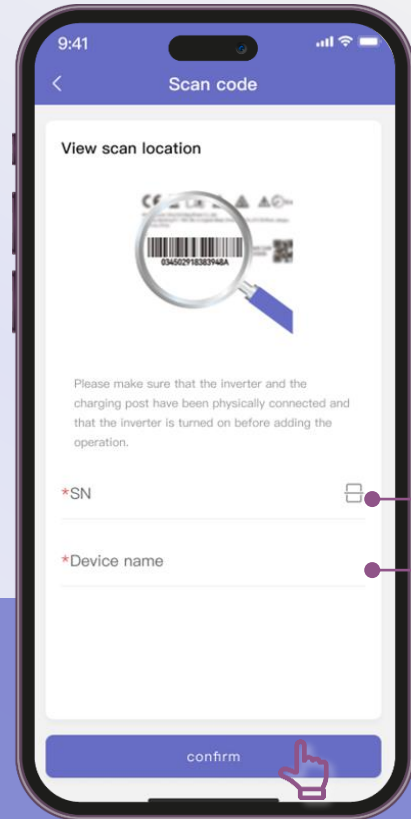 9:41
Scan code
View scan location
034502918383948A
Please make sure that the inverter and the
charging post have been physically connected and
that the inverter is turned on before adding the
operation.
*SN
*Device name
confirm